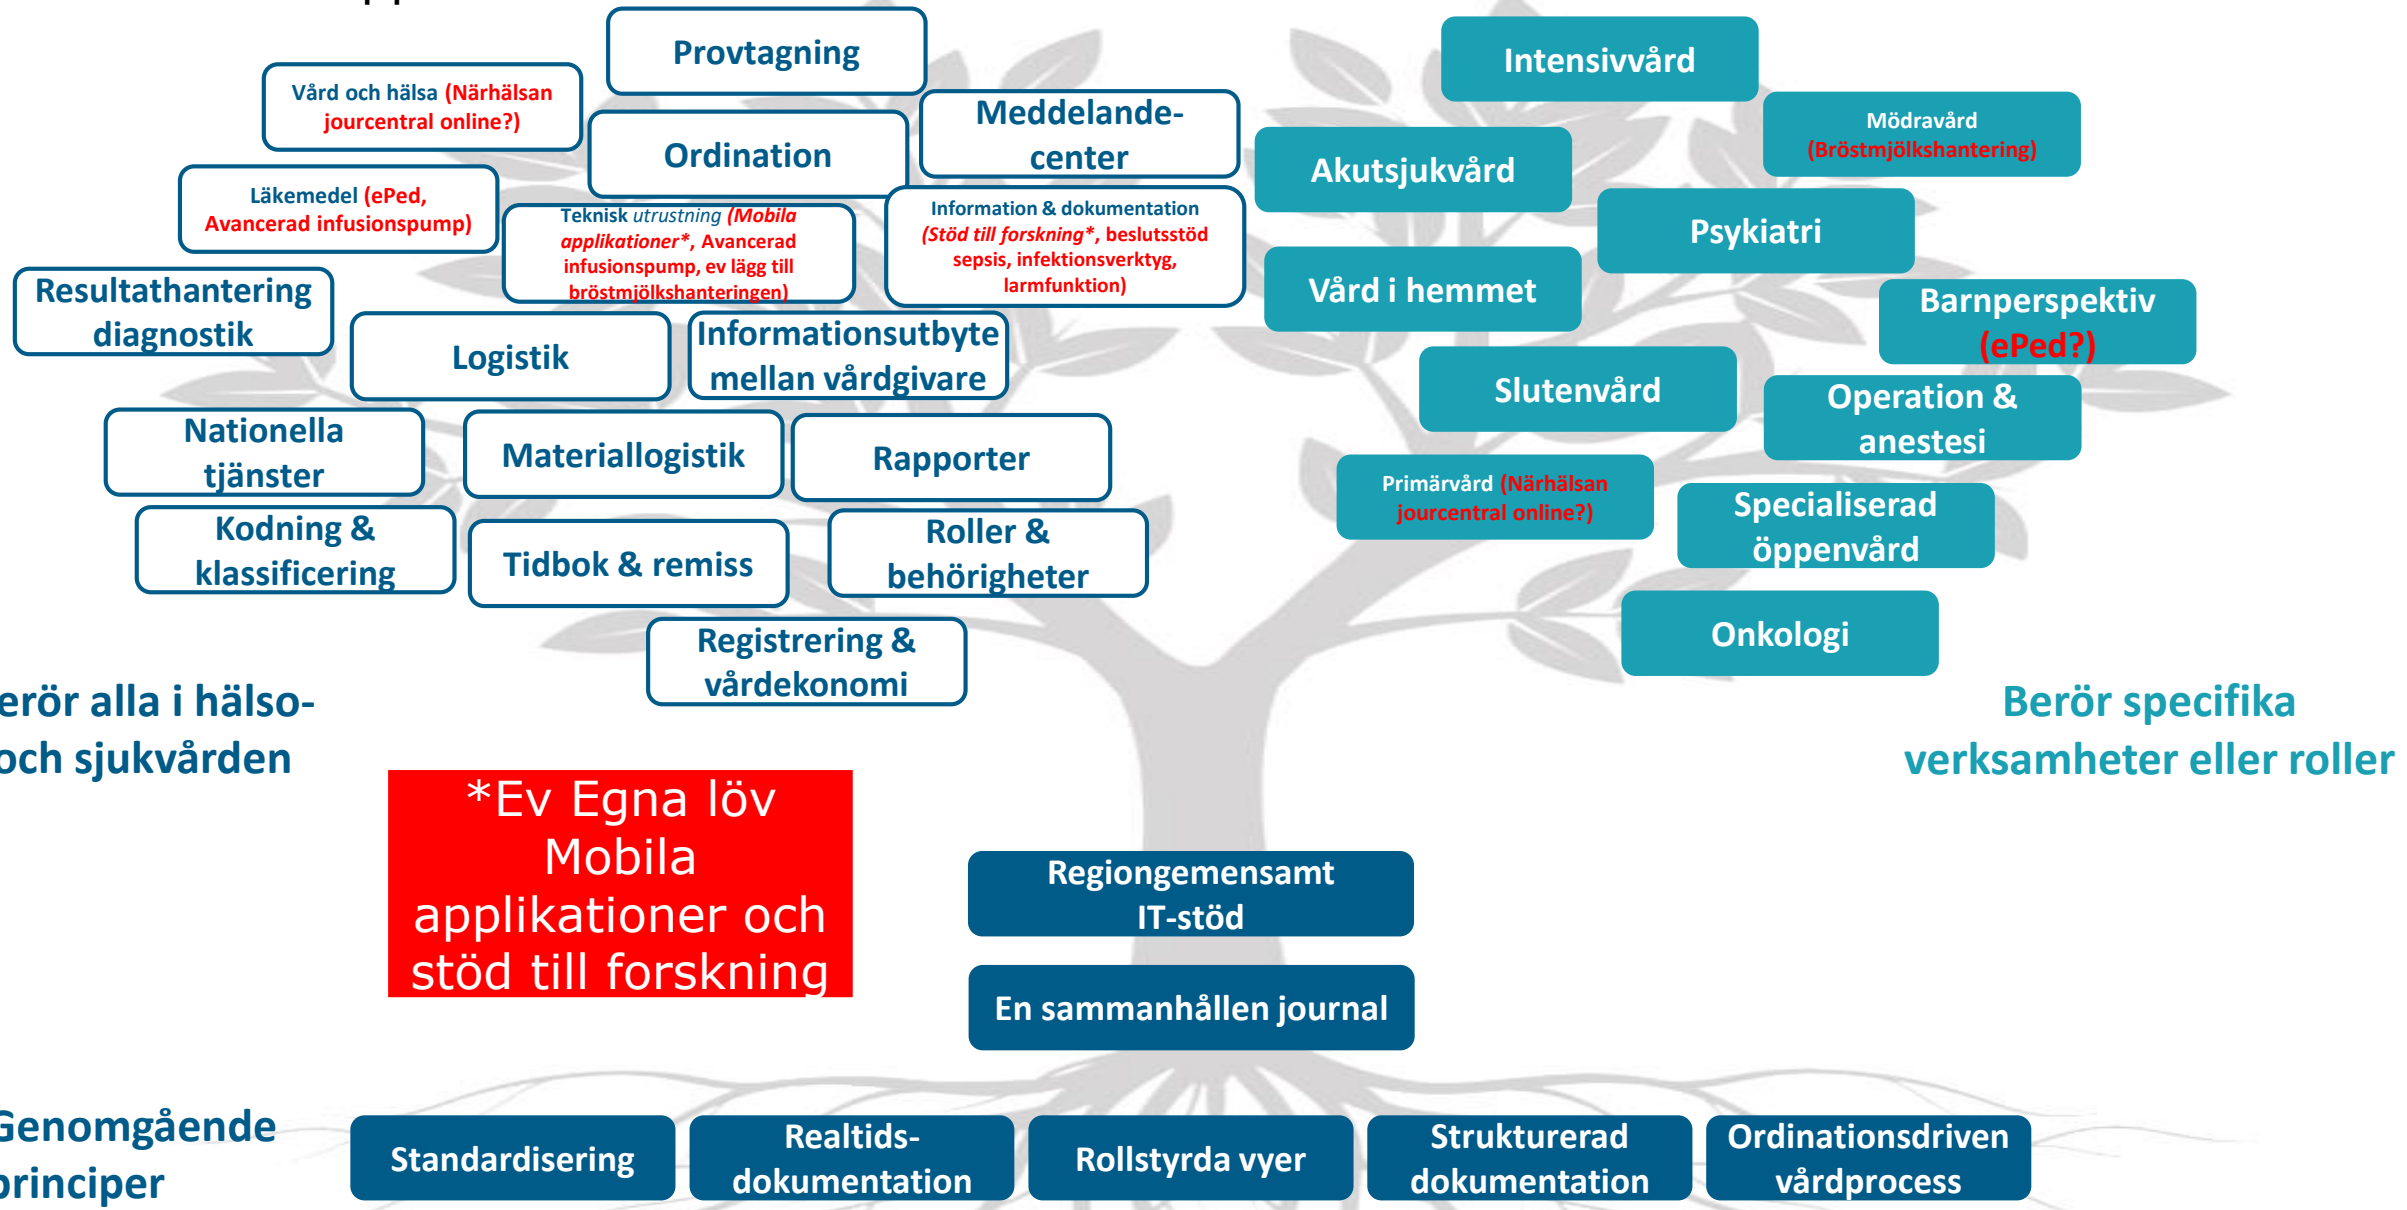 Provtagning
Vård och hälsa (Närhälsan
jourcentral online?)
Ordination
Meddelande-
center
Läkemedel (ePed,
Avancerad infusionspump)
Teknisk utrustning (Mobila
applikationer*, Avancerad
infusionspump, ev lägg till
bröstmjölkshanteringen)
Information & dokumentation
(Stöd till forskning*, beslutsstöd
sepsis, infektionsverktyg,
larmfunktion)
Resultathantering
diagnostik
Logistik
Informationsutbyte
mellan vårdgivare
Nationella
tjänster
Materiallogistik
Rapporter
Kodning &
klassificering
Tidbok & remiss
Roller &
behörigheter
Registrering &
vårdekonomi
erör alla i hälso-
och sjukvården
Intensivvård
Mödravård
(Bröstmjölkshantering)
Akutsjukvård
Psykiatri
Vård i hemmet
Barnperspektiv
(ePed?)
Slutenvård
Operation &
anestesi
Primärvård (Närhälsan
jourcentral online?)
Specialiserad
öppenvård
Onkologi
Berör specifika
verksamheter eller roller
*Ev Egna löv
Mobila
applikationer och
stöd till forskning
Regiongemensamt
IT-stöd
En sammanhållen journal
Genomgående
principer
Standardisering
Realtids-
dokumentation
Rollstyrda vyer
Strukturerad
dokumentation
Ordinationsdriven
vårdprocess